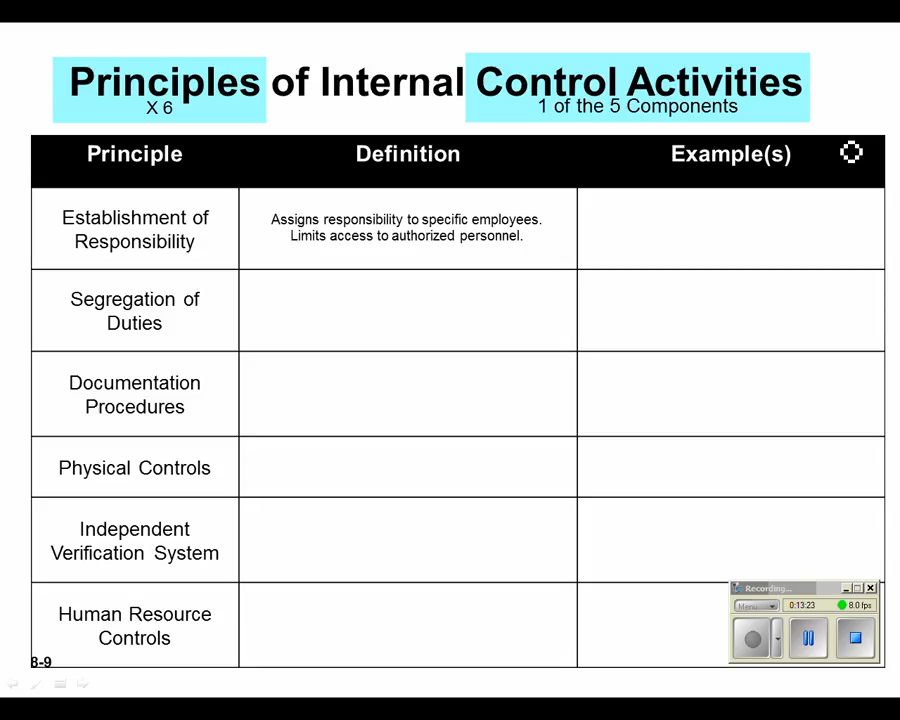 Principles of Internal Control Activities
X 6
1 of the 5 Components
Principle
Definition
Example(s)
Establishment of
Responsibility
Assigns responsibility to specific employees.
Limits access to authorized personnel.
Segregation of
Duties
Documentation
Procedures
Physical Controls
Independent
Verification System
Human Resource
Controls
Recording...
Menu
0:13:23
8.0 fps
8-9